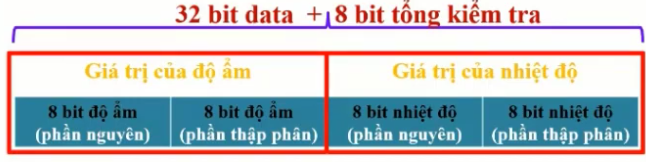 32 bit data + 8 bit tổng kiểm tra
Giá trị của độ ẩm
Giá trị của nhiệt độ
8 bit độ ẩm
(phần nguyên)
8 bit độ ẩm
(phần thập phân)
8 bit nhiệt độ
(phần nguyên)
8 bit nhiệt độ
(phần thập phân)